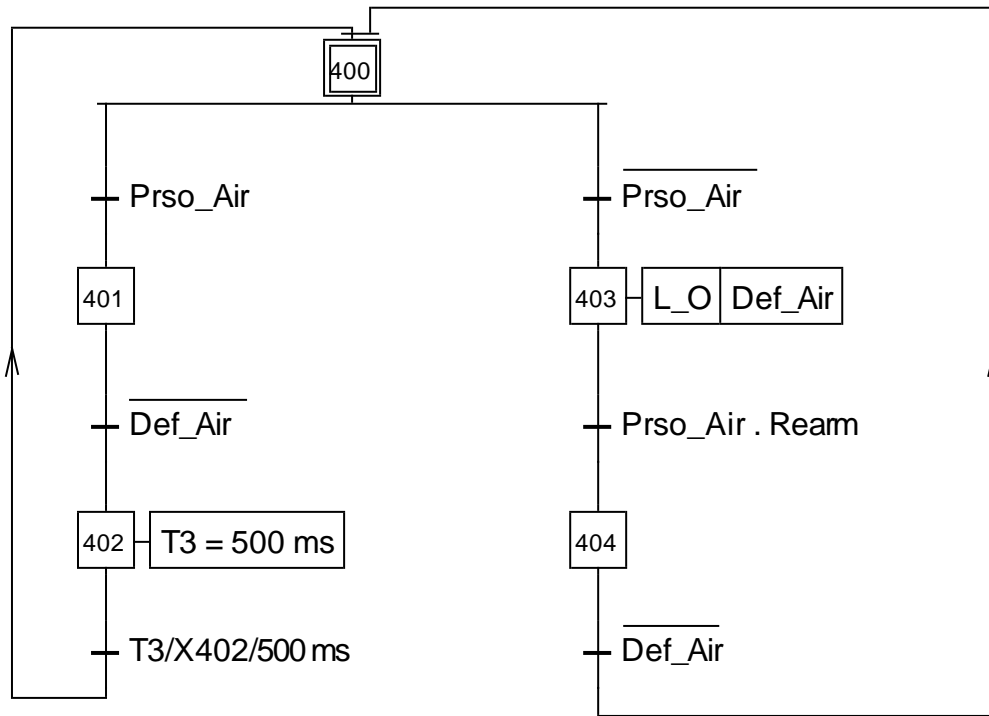 400
Prso_Air
Prso_Air
401
403
L_O
Def_Air
Def_Air
Prso_Air . Rearm
402
T3 = 500 ms
404
T3/X402/500 ms
Def_Air